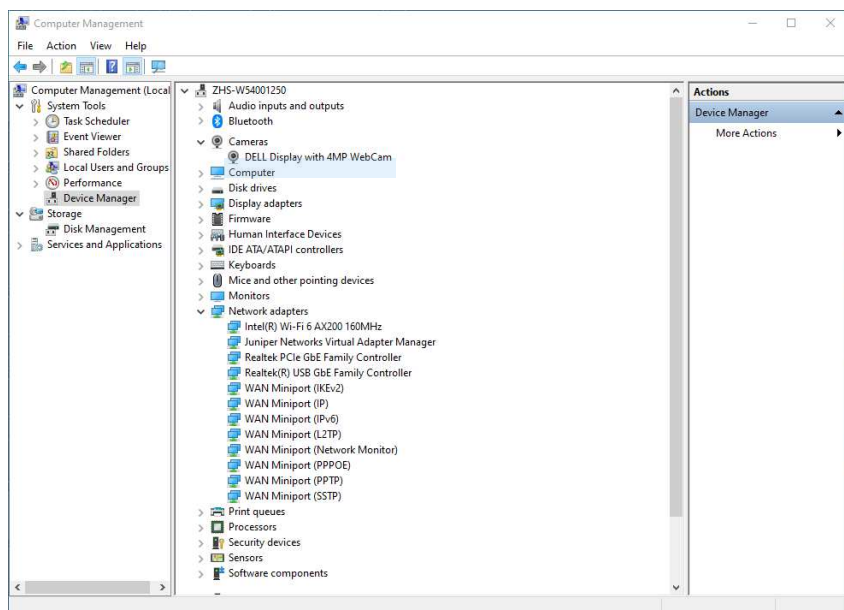 Computer Management
File Action View Help
Computer Management (Local
System Tools
Task Scheduler
Event Viewer
Shared Folders
Local Users and Groups
Performance
Device Manager
Storage
Disk Management
Services and Applications
ZHS-W54001250
Audio inputs and outputs
Bluetooth
Cameras
DELL Display with 4MP WebCam
Computer
Disk drives
Display adapters
Firmware
Human Interface Devices
IDE ATA/ATAPI controllers
Keyboards
Mice and other pointing devices
Monitors
Network adapters
Intel(R) Wi-Fi 6 AX200 160MHz
Juniper Networks Virtual Adapter Manager
Realtek PCIe GbE Family Controller
Realtek(R) USB GbE Family Controller
WAN Miniport (IKEv2)
WAN Miniport (IP)
WAN Miniport (IPv6)
WAN Miniport (L2TP)
WAN Miniport (Network Monitor)
WAN Miniport (PPPOE)
WAN Miniport (PPTP)
WAN Miniport (SSTP)
Print queues
Processors
Security devices
Sensors
Software components
Actions
Device Manager
More Actions